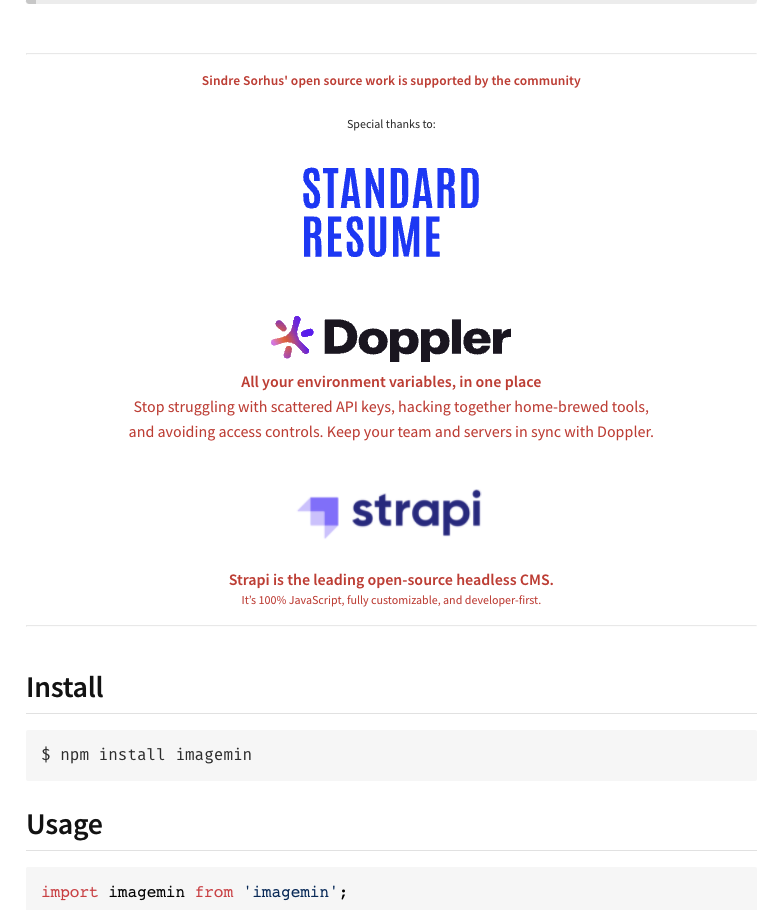 Sindre Sorhus' open source work is supported by the community
Special thanks to:
STANDARD
RESUME
Doppler
All your environment variables, in one place
Stop struggling with scattered API keys, hacking together home-brewed tools,
and avoiding access controls. Keep your team and servers in sync with Doppler.
strapi
Strapi is the leading open-source headless CMS.
It’s 100% JavaScript, fully customizable, and developer-first.
Install
$ npm install imagemin
Usage
import imagemin from 'imagemin';